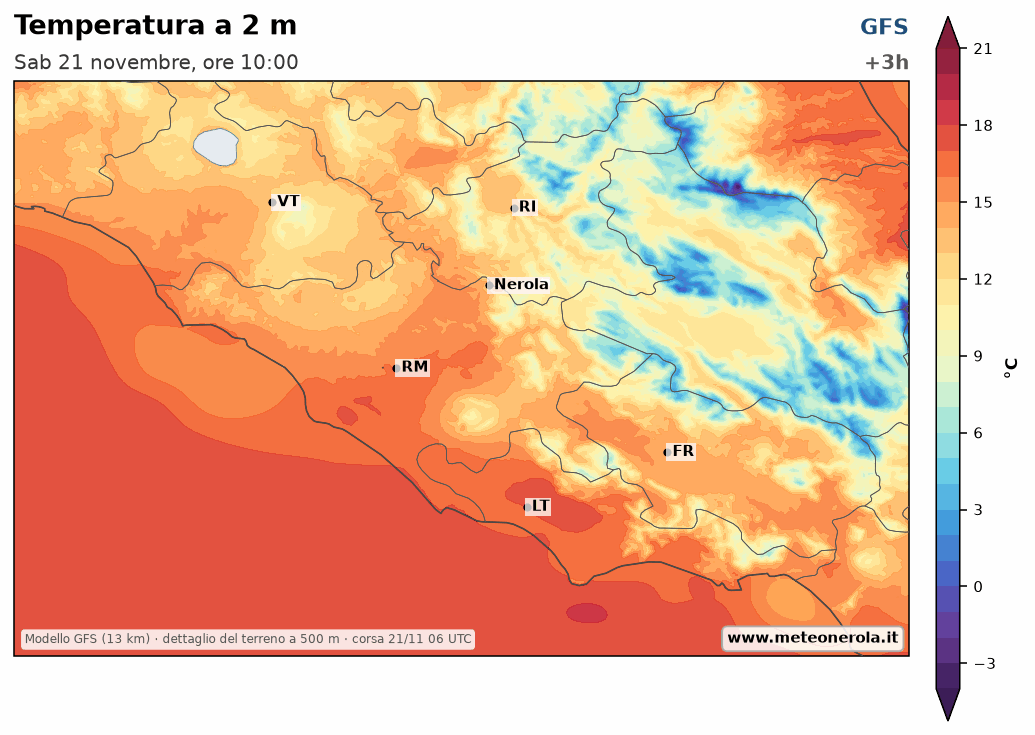 Temperatura a 2 m
GFS
Sab 21 novembre, ore 10:00
+3h
VT
RI
Nerola
RM
FR
LT
Modello GFS (13 km) · dettaglio del terreno a 500 m · corsa 21/11 06 UTC
www.meteonerola.it
21
18
15
12
9
6
3
0
−3
°C